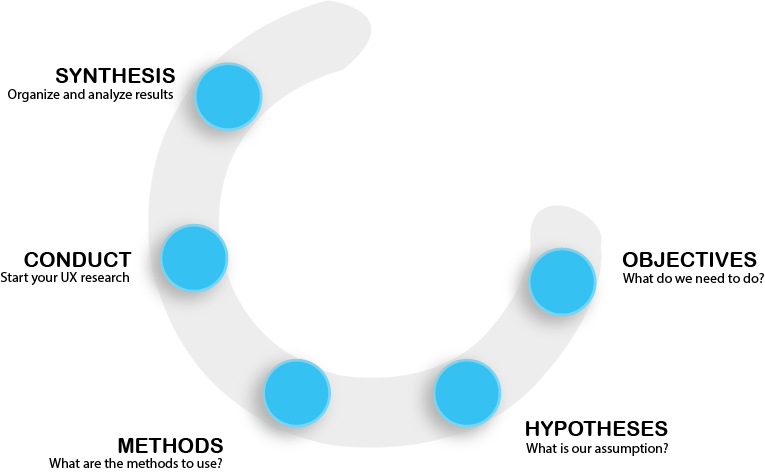 SYNTHESIS
Organize and analyze results
CONDUCT
Start your UX research
OBJECTIVES
What do we need to do?
HYPOTHESES
What is our assumption?
METHODS
What are the methods to use?